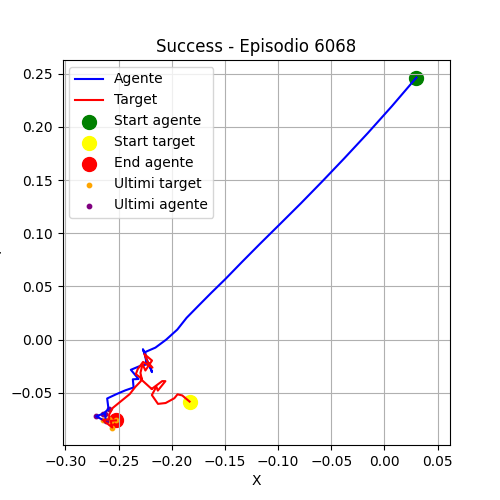 Success - Episodio 6068
Agente
Target
Start agente
Start target
End agente
Ultimi target
Ultimi agente
0.25
0.20
0.15
0.10
0.05
0.00
−0.05
−0.30 −0.25 −0.20 −0.15 −0.10 −0.05 0.00 0.05
X